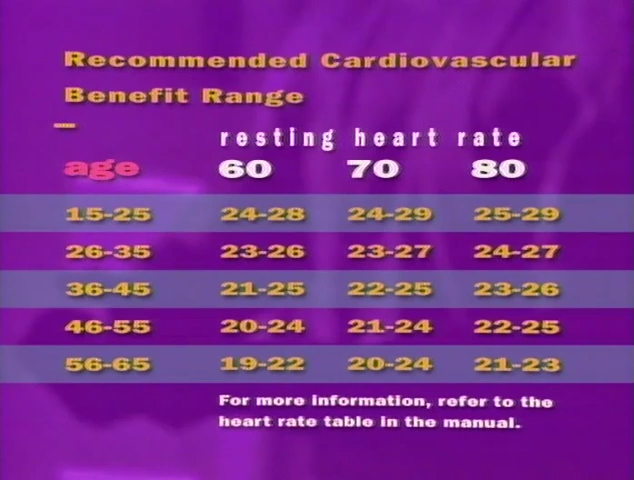 Recommended Cardiovascular
Benefit Range
resting heart rate
age 60 70 80
15-25 24-28 24-29 25-29
26-35 23-26 23-27 24-27
36-45 21-25 22-25 23-26
46-55 20-24 21-24 22-25
56-65 19-22 20-24 21-23
For more information, refer to the
heart rate table in the manual.